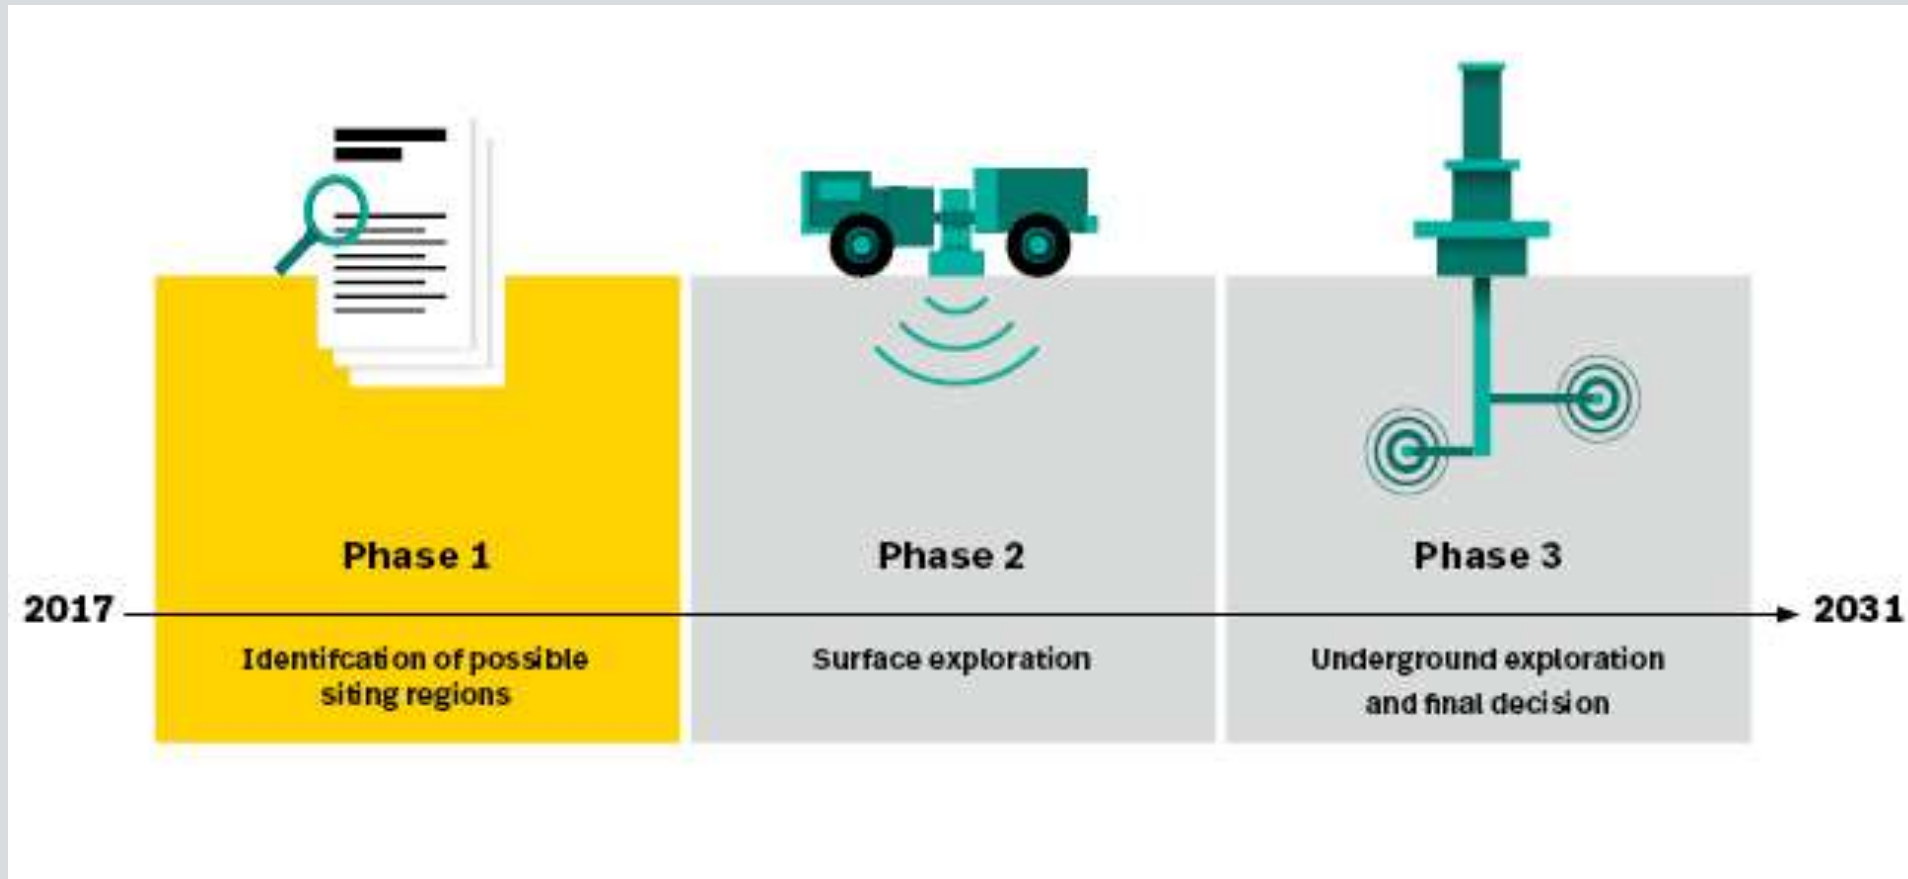 Phase 1
Phase 2
Phase 3
2017
2031
Identifcation of possible
siting regions
Surface exploration
Underground exploration
and final decision